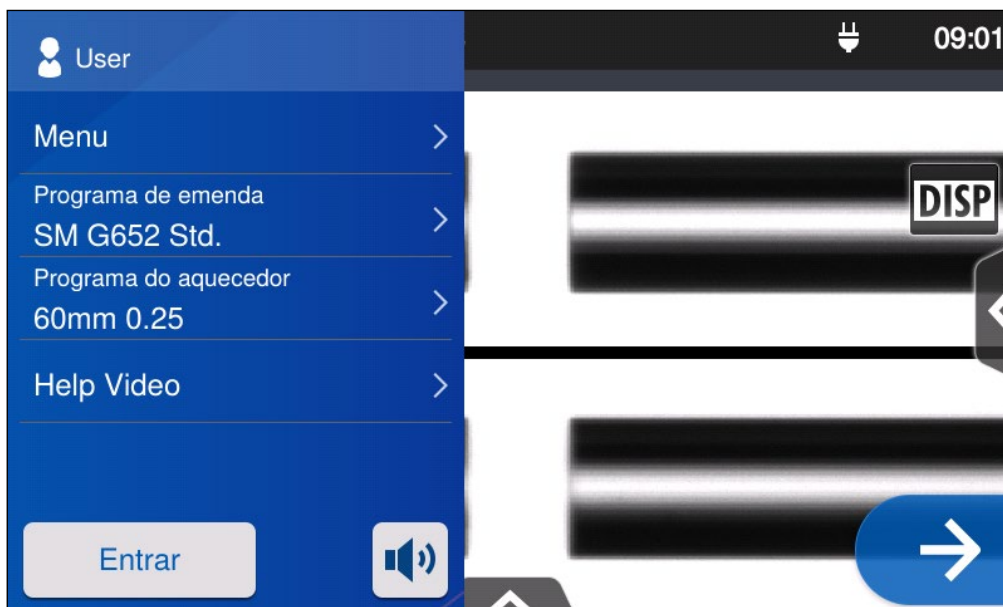 User
09:01
Menu
Programa de emenda
SM G652 Std.
DISP
Programa do aquecedor
60mm 0.25
Help Video
Entrar